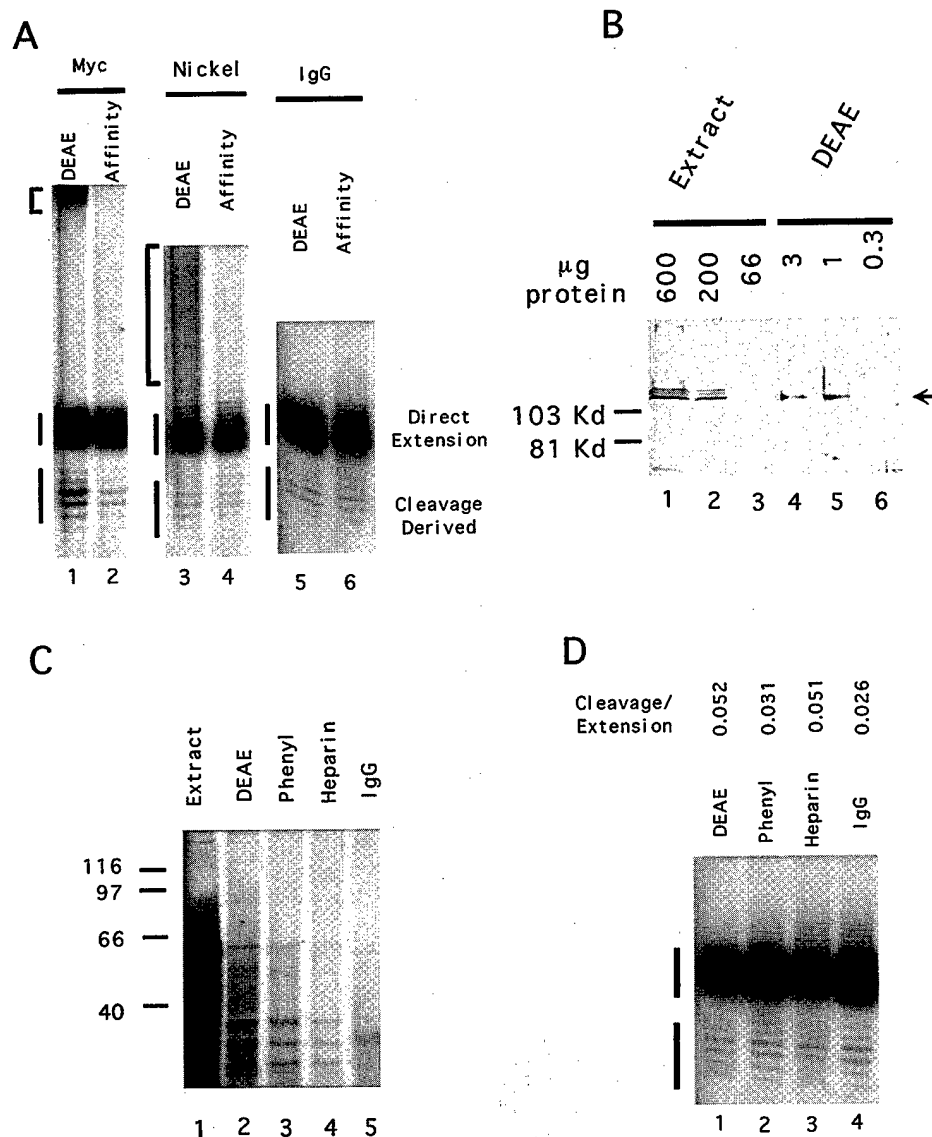 A
Myc
Nickel
IgG
DEAE
Affinity
DEAE
Affinity
DEAE
Affinity
Direct
Extension
Cleavage
Derived
1 2 3 4 5 6
B
Extract
DEAE
μg
protein
600 200 66 3 1 0.3
103 Kd
81 Kd
1 2 3 4 5 6
C
Extract
DEAE
Phenyl
Heparin
IgG
116
97
66
40
1 2 3 4 5
D
Cleavage/
Extension
0.052 0.031 0.051 0.026
DEAE
Phenyl
Heparin
IgG
1 2 3 4